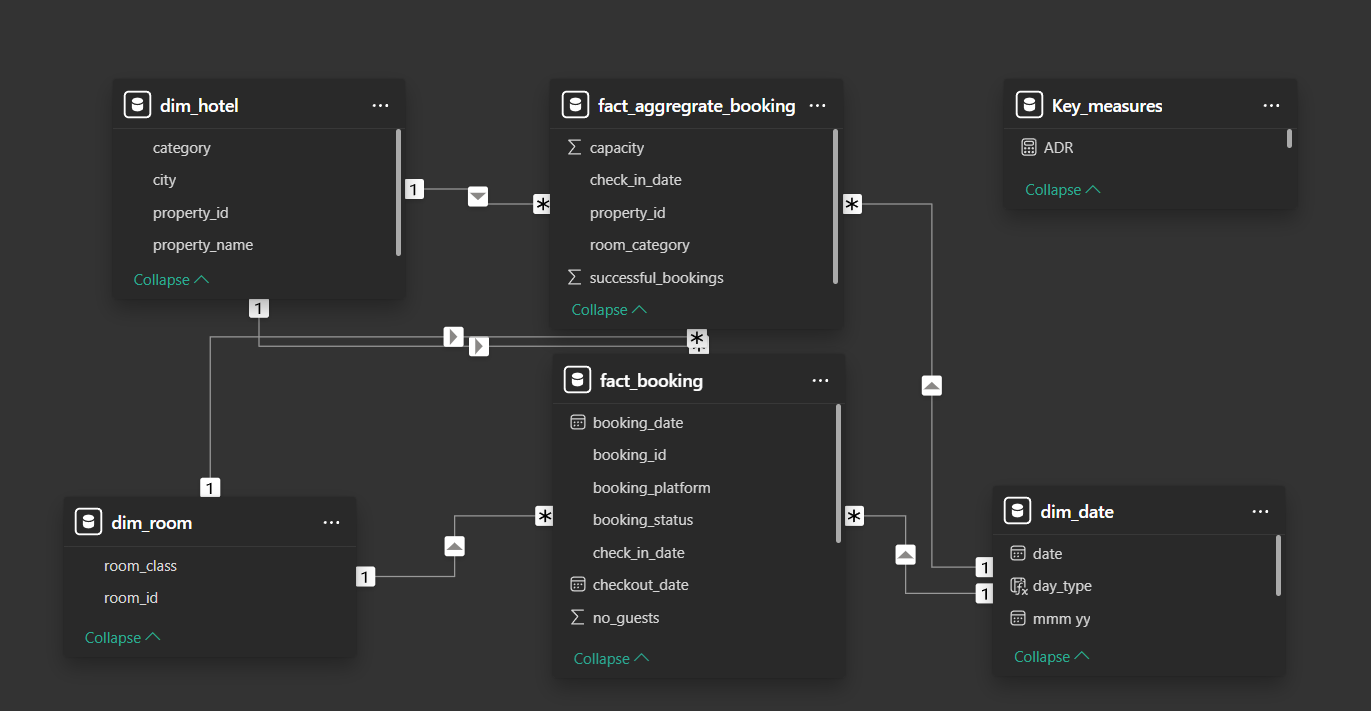 dim_hotel ...
category
city
property_id
property_name
Collapse
fact_aggregrate_booking ...
Σ capacity
check_in_date
property_id
room_category
Σ successful_bookings
Collapse
Key_measures ...
ADR
Collapse
1
*
*
1
*
*
1
dim_room ...
room_class
room_id
Collapse
1
*
fact_booking ...
booking_date
booking_id
booking_platform
booking_status
check_in_date
checkout_date
Σ no_guests
Collapse
*
1
1
dim_date ...
date
day_type
mmm yy
Collapse